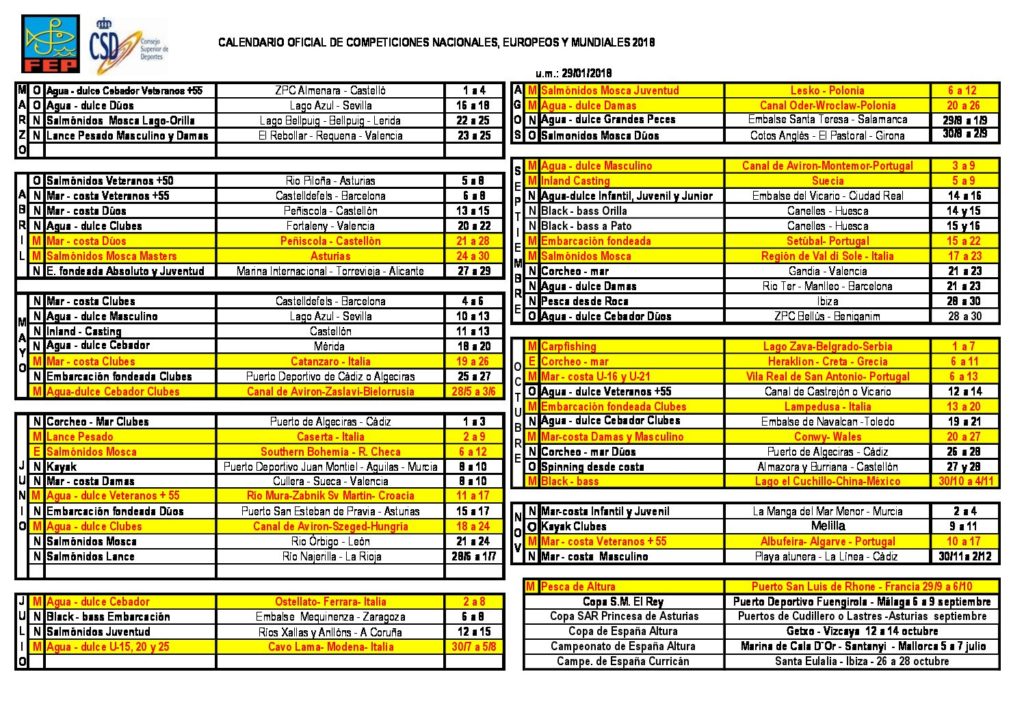 FEP
CSD Consejo Superior de Deportes
CALENDARIO OFICIAL DE COMPETICIONES NACIONALES, EUROPEOS Y MUNDIALES 2018
u.m.: 29/01/2018
MARZO
O Agua - dulce Cebador Veteranos +55 ZPC Almenara - Castelló 1 a 4
O Agua - dulce Dúos Lago Azul - Sevilla 16 a 18
N Salmónidos Mosca Lago-Orilla Lago Bellpuig - Bellpuig - Lerida 22 a 25
N Lance Pesado Masculino y Damas El Rebollar - Requena - Valencia 23 a 25
ABRIL
O Salmónidos Veteranos +50 Rio Piloña - Asturias 5 a 8
N Mar - costa Veteranos +55 Castelldefels - Barcelona 6 a 8
N Mar - costa Dúos Peñiscola - Castellón 13 a 15
N Agua - dulce Clubes Fortaleny - Valencia 20 a 22
M Mar - costa Dúos Peñiscola - Castellòn 21 a 28
M Salmónidos Mosca Masters Asturias 24 a 30
N E. fondeada Absoluto y Juventud Marina Internacional - Torrevieja - Alicante 27 a 29
MAYO
N Mar - costa Clubes Castelldefels - Barcelona 4 a 6
N Agua - dulce Masculino Lago Azul - Sevilla 10 a 13
N Inland - Casting Castellón 11 a 13
N Agua - dulce Cebador Mérida 18 a 20
M Mar - costa Clubes Catanzaro - Italia 19 a 26
N Embarcación fondeada Clubes Puerto Deportivo de Cádiz o Algeciras 25 a 27
M Agua-dulce Cebador Clubes Canal de Aviron-Zaslavi-Bielorrusia 28/5 a 3/6
JUNIO
N Corcheo - Mar Clubes Puerto de Algeciras - Cádiz 1 a 3
M Lance Pesado Caserta - Italia 2 a 9
E Salmónidos Mosca Southern Bohemia - R. Checa 6 a 12
N Kayak Puerto Deportivo Juan Montiel - Aguilas - Murcia 8 a 10
N Mar - costa Damas Cullera - Sueca - Valencia 8 a 10
M Agua - dulce Veteranos + 55 Río Mura-Zabnik Sv Martin- Croacia 11 a 17
N Embarcación fondeada Dúos Puerto San Esteban de Pravia - Asturias 15 a 17
M Agua - dulce Clubes Canal de Aviron-Szeged-Hungria 18 a 24
N Salmónidos Mosca Río Órbigo - León 21 a 24
N Salmónidos Lance Río Najerilla - La Rioja 28/6 a 1/7
JULIO
M Agua - dulce Cebador Ostellato- Ferrara- Italia 2 a 8
N Black - bass Embarcación Embalse Mequinenza - Zaragoza 6 a 8
N Salmónidos Juventud Ríos Xallas y Anllóns - A Coruña 12 a 15
M Agua - dulce U-15, 20 y 25 Cavo Lama- Modena- Italia 30/7 a 5/8
AGOSTO
M Salmónidos Mosca Juventud Lesko - Polonia 6 a 12
M Agua - dulce Damas Canal Oder-Wroclaw-Polonia 20 a 26
N Agua - dulce Grandes Peces Embalse Santa Teresa - Salamanca 29/8 a 1/9
O Salmonidos Mosca Dúos Cotos Anglés - El Pastoral - Girona 30/8 a 2/9
SEPTIEMBRE
M Agua - dulce Masculino Canal de Aviron-Montemor-Portugal 3 a 9
M Inland Casting Suecia 5 a 9
N Agua-dulce Infantil, Juvenil y Junior Embalse del Vicario - Ciudad Real 14 a 16
N Black - bass Orilla Canelles - Huesca 14 y 15
N Black - bass a Pato Canelles - Huesca 15 y 16
M Embarcación fondeada Setúbal- Portugal 15 a 22
M Salmónidos Mosca Región de Val di Sole - Italia 17 a 23
N Corcheo - mar Gandia - Valencia 21 a 23
N Agua - dulce Damas Rio Ter - Manlleo - Barcelona 21 a 23
N Pesca desde Roca Ibiza 28 a 30
O Agua - dulce Cebador Dúos ZPC Bellús - Beniganim 28 a 30
OCTUBRE
M Carpfishing Lago Zava-Belgrado-Serbia 1 a 7
E Corcheo - mar Heraklion - Creta - Grecia 6 a 11
M Mar - costa U-16 y U-21 Vila Real de San Antonio- Portugal 6 a 13
O Agua - dulce Veteranos +55 Canal de Castrejón o Vicario 12 a 14
M Embarcación fondeada Clubes Lampedusa - Italia 13 a 20
N Agua - dulce Cebador Clubes Embalse de Navalcan -Toledo 19 a 21
M Mar-costa Damas y Masculino Conwy- Wales 20 a 27
N Corcheo - mar Dúos Puerto de Algeciras - Cádiz 26 a 28
O Spinning desde costa Almazora y Burriana - Castellón 27 y 28
M Black - bass Lago el Cuchillo-China-México 30/10 a 4/11
NOV
N Mar-costa Infantil y Juvenil La Manga del Mar Menor - Murcia 2 a 4
O Kayak Clubes Melilla 9 a 11
M Mar - costa Veteranos + 55 Albufeira- Algarve - Portugal 10 a 17
N Mar - costa Masculino Playa atunera - La Línea - Cádiz 30/11 a 2/12
M Pesca de Altura Puerto San Luis de Rhone - Francia 29/9 a 6/10
Copa S.M. El Rey Puerto Deportivo Fuengirola - Málaga 6 a 9 septiembre
Copa SAR Princesa de Asturias Puertos de Cudillero o Lastres -Asturias septiembre
Copa de España Altura Getxo - Vizcaya 12 a 14 octubre
Campeonato de España Altura Marina de Cala D´Or - Santanyi - Mallorca 5 a 7 julio
Campe. de España Curricán Santa Eulalia - Ibiza - 26 a 28 octubre